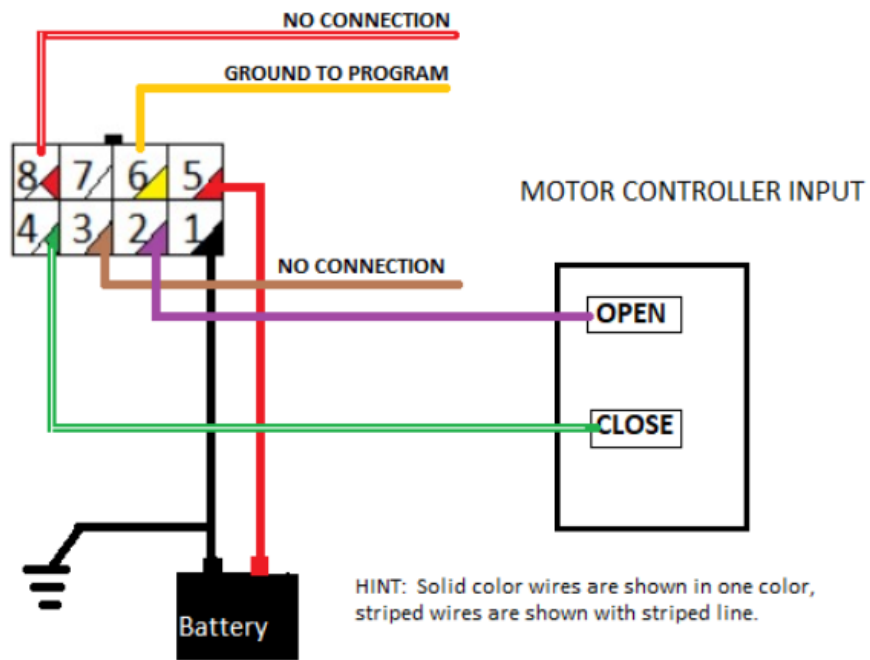 NO CONNECTION
GROUND TO PROGRAM
8 7 6 5
4 3 2 1
MOTOR CONTROLLER INPUT
NO CONNECTION
OPEN
CLOSE
HINT: Solid color wires are shown in one color,
striped wires are shown with striped line.
Battery